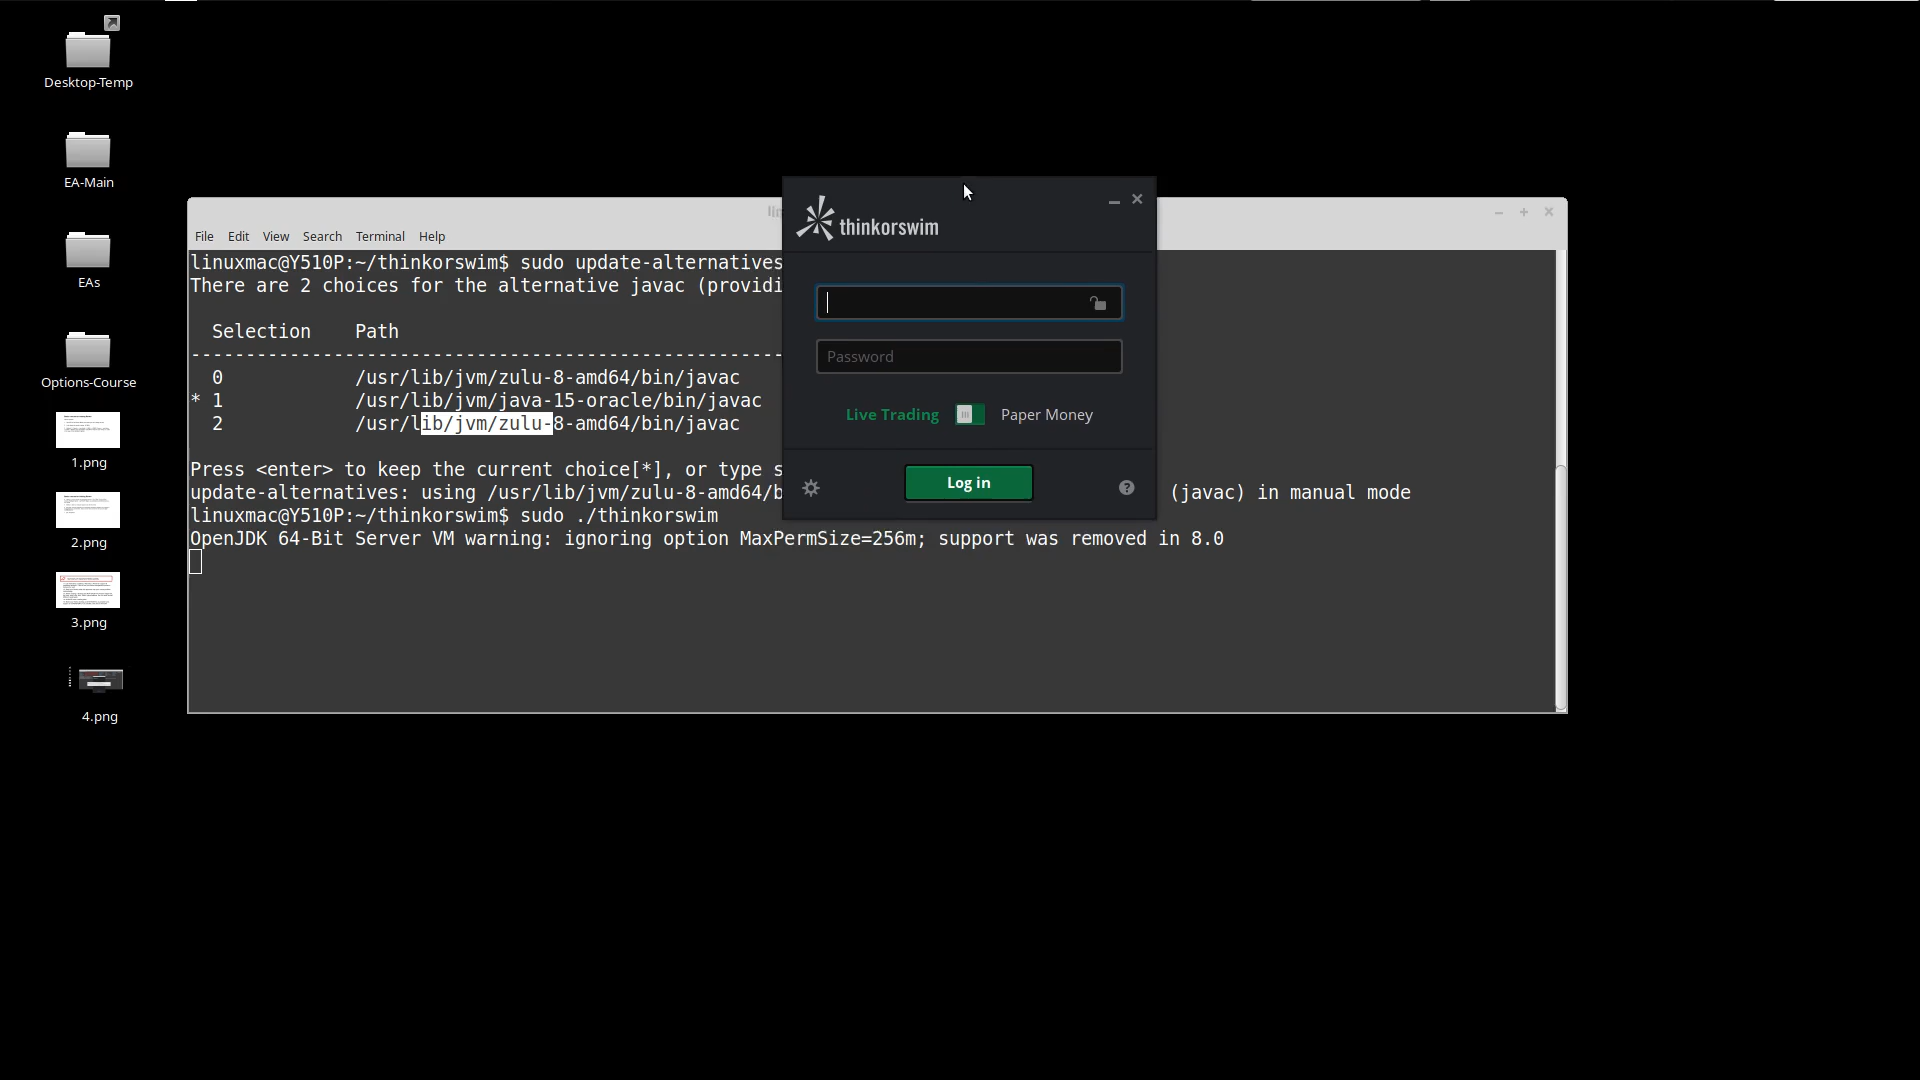 Desktop-Temp
EA-Main
EAs
Options-Course
1.png
2.png
3.png
4.png
File Edit View Search Terminal Help
linuxmac@Y510P:~/thinkorswim$ sudo update-alternatives
There are 2 choices for the alternative javac (providi
Selection Path
------------------------------------------------------
0 /usr/lib/jvm/zulu-8-amd64/bin/javac
* 1 /usr/lib/jvm/java-15-oracle/bin/javac
2 /usr/lib/jvm/zulu-8-amd64/bin/javac
Press <enter> to keep the current choice[*], or type s
update-alternatives: using /usr/lib/jvm/zulu-8-amd64/b (javac) in manual mode
linuxmac@Y510P:~/thinkorswim$ sudo ./thinkorswim
OpenJDK 64-Bit Server VM warning: ignoring option MaxPermSize=256m; support was removed in 8.0
thinkorswim
Password
Live Trading Paper Money
Log in